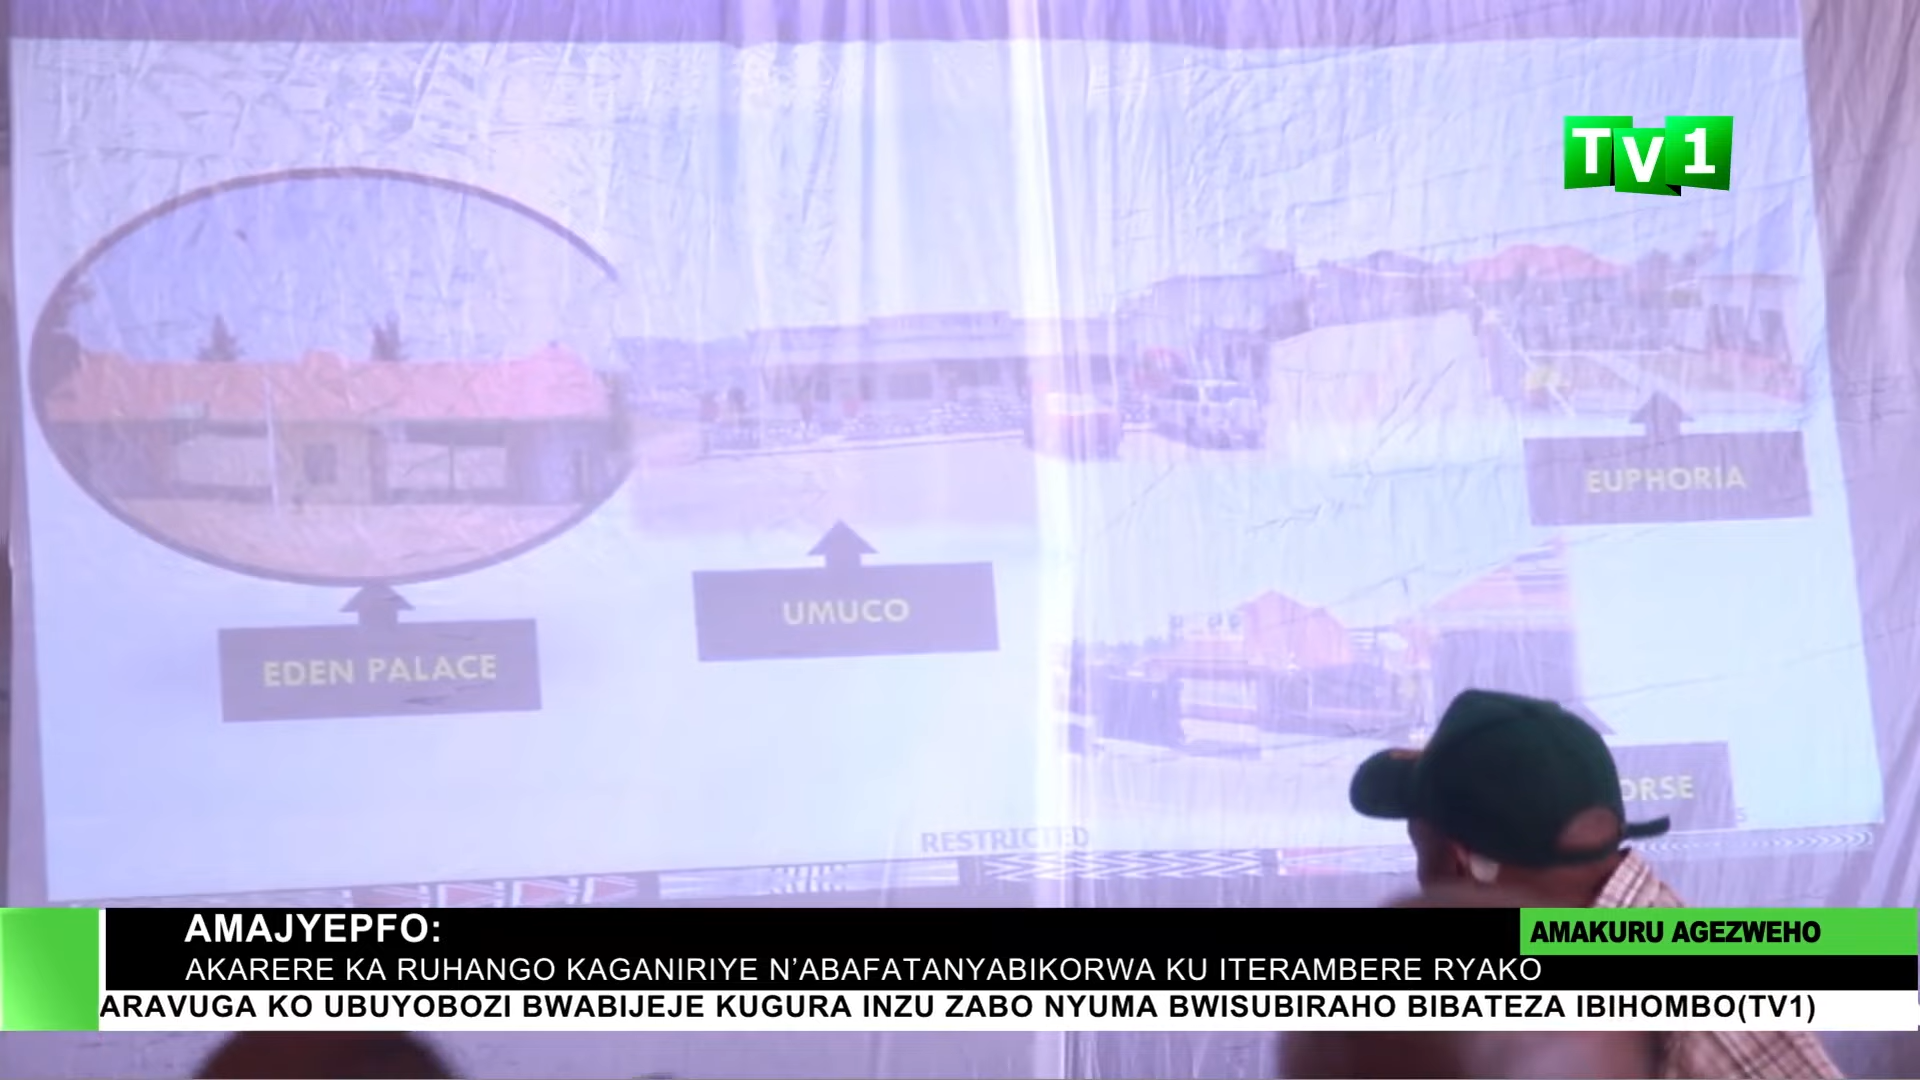 TV1
EUPHORIA
UMUCO
EDEN PALACE
ORSE
RESTRICTED
AMAJYEPFO:
AMAKURU AGEZWEHO
AKARERE KA RUHANGO KAGANIRIYE N'ABAFATANYABIKORWA KU ITERAMBERE RYAKO
ARAVUGA KO UBUYOBOZI BWABIJEJE KUGURA INZU ZABO NYUMA BWISUBIRAHO BIBATEZA IBIHOMBO(TV1)